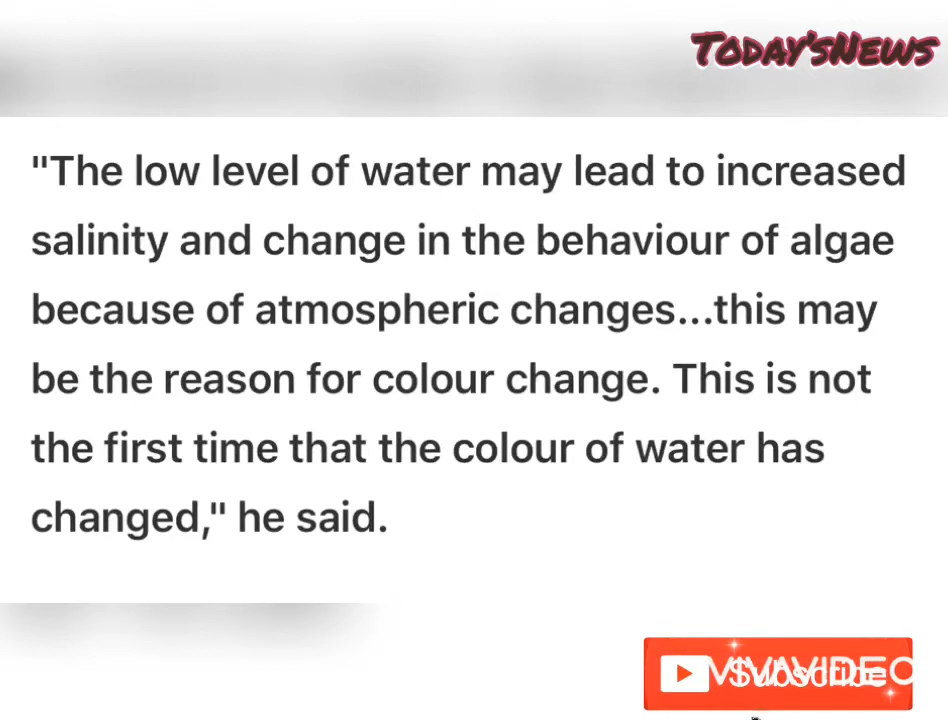 Today'sNews
"The low level of water may lead to increased
salinity and change in the behaviour of algae
because of atmospheric changes...this may
be the reason for colour change. This is not
the first time that the colour of water has
changed," he said.
Subscribe
VIVAVIDEO